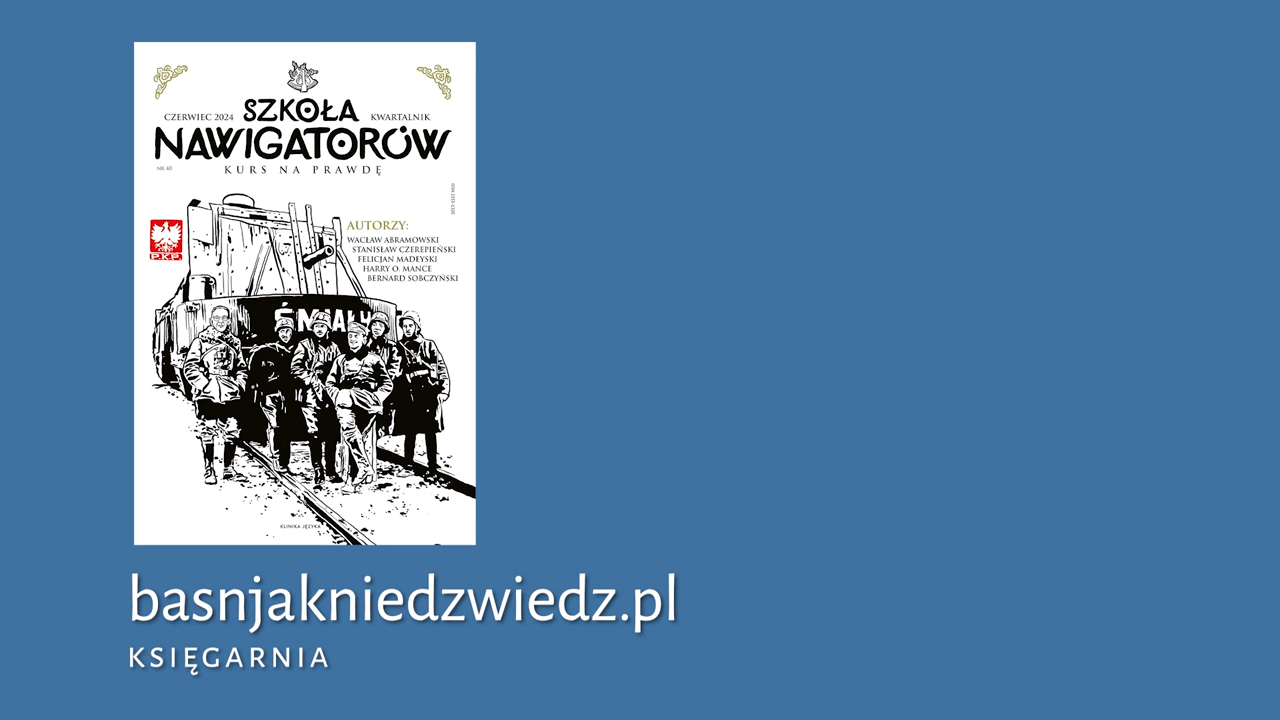 CZERWIEC 2024 SZKOŁA KWARTALNIK
NAWIGATORÓW
NR. 40
KURS NA PRAWDĘ
PKP
AUTORZY:
WACŁAW ABRAMOWSKI
STANISŁAW CZEREPIEŃSKI
FELICJAN MADEYSKI
HARRY O. MANCE
BERNARD SOBCZYŃSKI
ŚMIAŁY
KLINIKA JĘZYKA
basnjakniedzwiedz.pl
KSIĘGARNIA